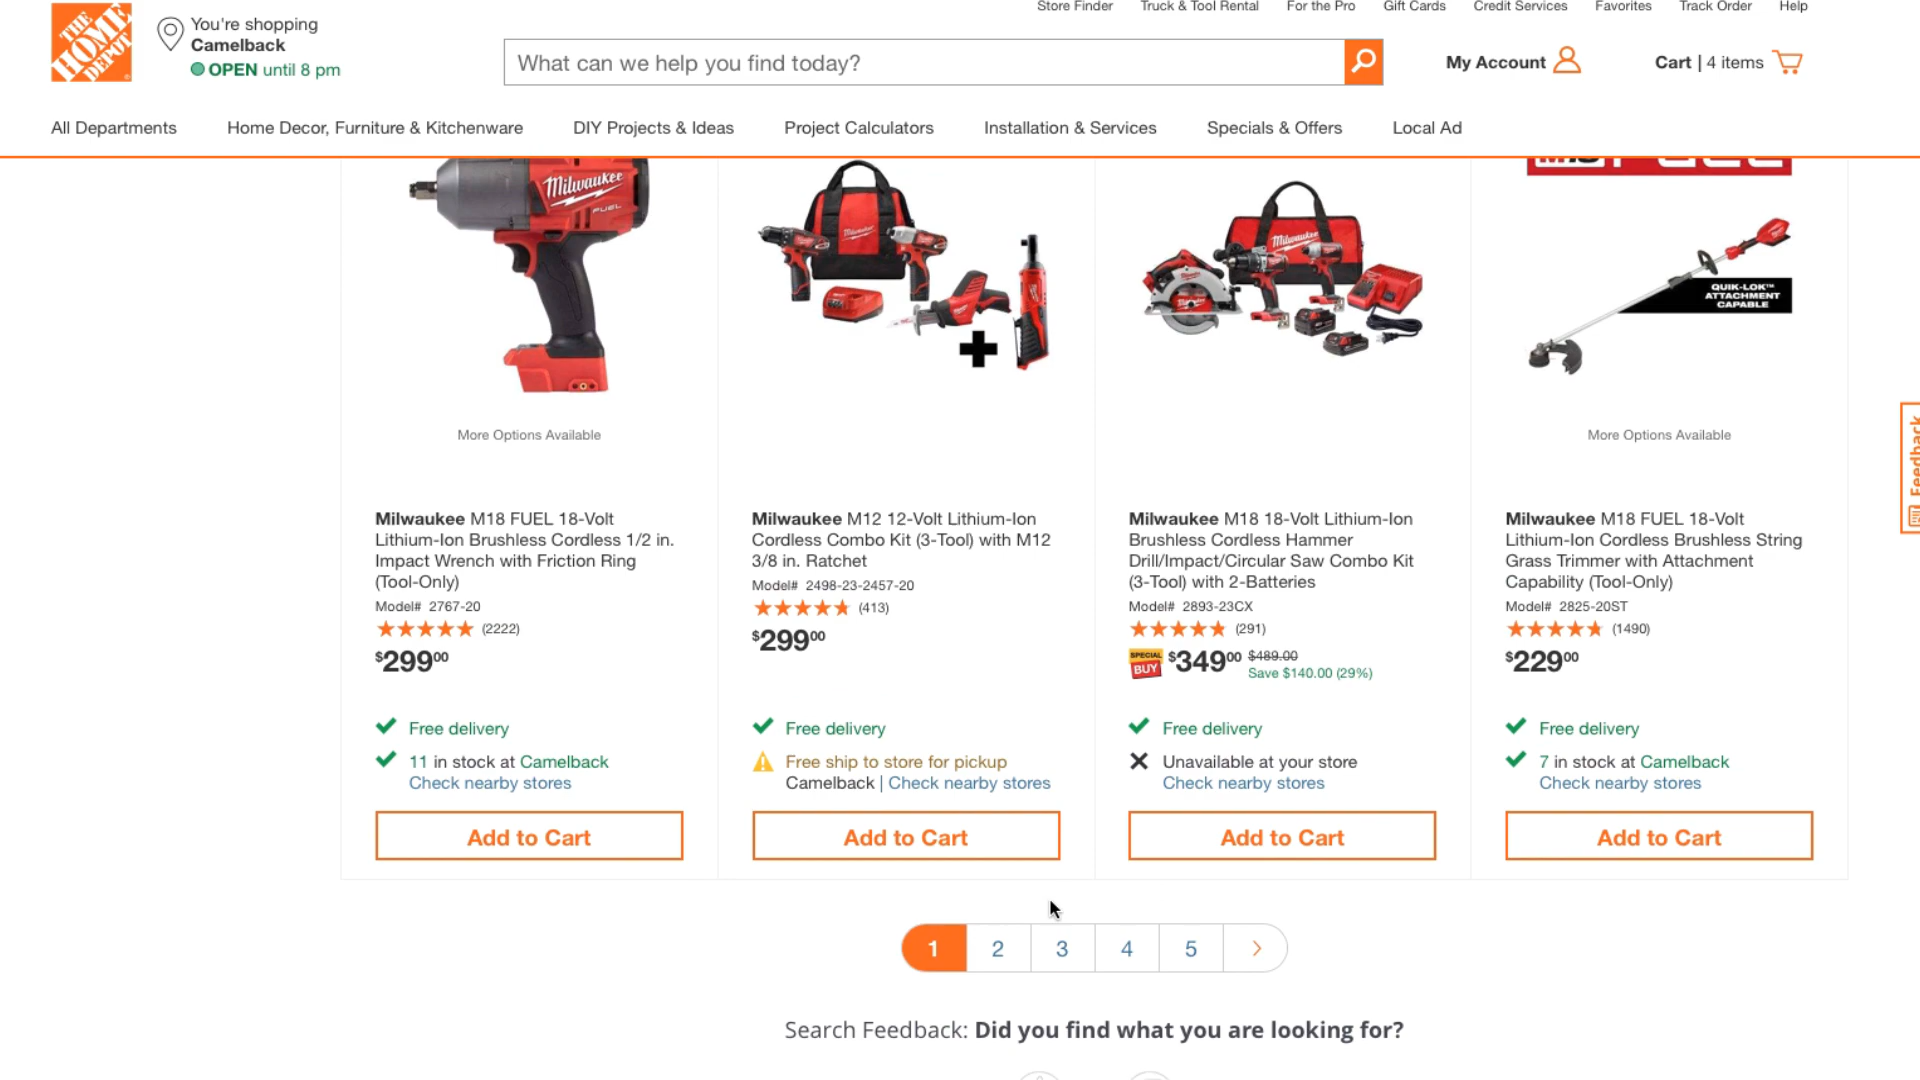 Store Finder
Truck & Tool Rental
For the Pro
Gift Cards
Credit Services
Favorites
Track Order
Help
THE HOME DEPOT
You're shopping
Camelback
OPEN until 8 pm
What can we help you find today?
My Account
Cart | 4 items
All Departments
Home Decor, Furniture & Kitchenware
DIY Projects & Ideas
Project Calculators
Installation & Services
Specials & Offers
Local Ad
Milwaukee
FUEL
Milwaukee
Milwaukee
QUIK-LOK™
ATTACHMENT
CAPABLE
Feedback
More Options Available
More Options Available
Milwaukee M18 FUEL 18-Volt
Lithium-Ion Brushless Cordless 1/2 in.
Impact Wrench with Friction Ring
(Tool-Only)
Model# 2767-20
(2222)
$29900
Free delivery
11 in stock at Camelback
Check nearby stores
Add to Cart
Milwaukee M12 12-Volt Lithium-Ion
Cordless Combo Kit (3-Tool) with M12
3/8 in. Ratchet
Model# 2498-23-2457-20
(413)
$29900
Free delivery
Free ship to store for pickup
Camelback | Check nearby stores
Add to Cart
Milwaukee M18 18-Volt Lithium-Ion
Brushless Cordless Hammer
Drill/Impact/Circular Saw Combo Kit
(3-Tool) with 2-Batteries
Model# 2893-23CX
(291)
SPECIAL
BUY
$34900
$489.00
Save $140.00 (29%)
Free delivery
Unavailable at your store
Check nearby stores
Add to Cart
Milwaukee M18 FUEL 18-Volt
Lithium-Ion Cordless Brushless String
Grass Trimmer with Attachment
Capability (Tool-Only)
Model# 2825-20ST
(1490)
$22900
Free delivery
7 in stock at Camelback
Check nearby stores
Add to Cart
1 2 3 4 5
Search Feedback: Did you find what you are looking for?